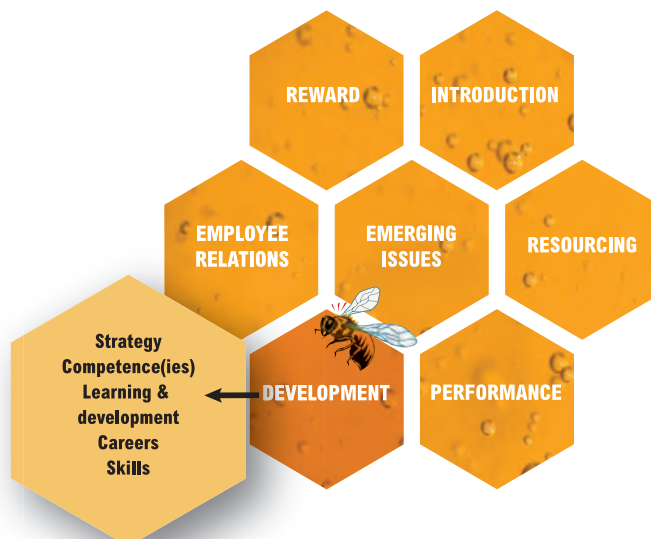 REWARD
INTRODUCTION
EMPLOYEE
RELATIONS
EMERGING
ISSUES
RESOURCING
Strategy
Competence(ies)
Learning &
development
Careers
Skills
DEVELOPMENT
PERFORMANCE